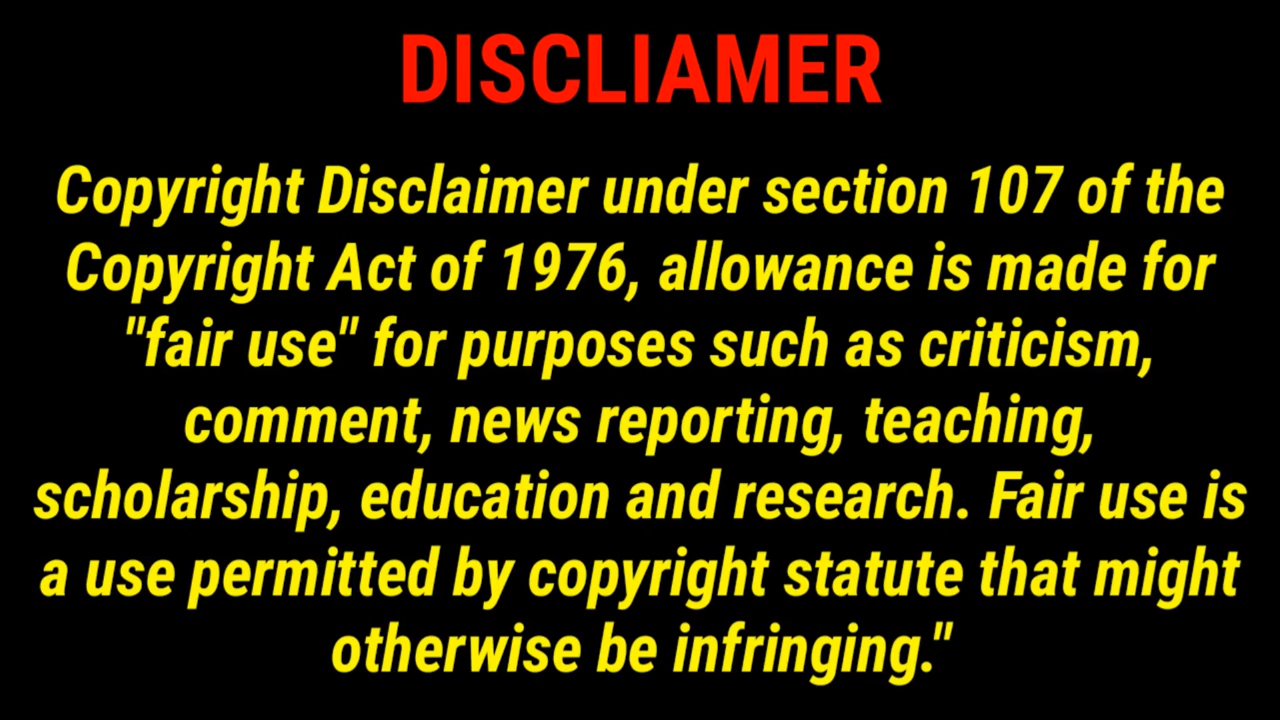 DISCLIAMER
Copyright Disclaimer under section 107 of the
Copyright Act of 1976, allowance is made for
"fair use" for purposes such as criticism,
comment, news reporting, teaching,
scholarship, education and research. Fair use is
a use permitted by copyright statute that might
otherwise be infringing."